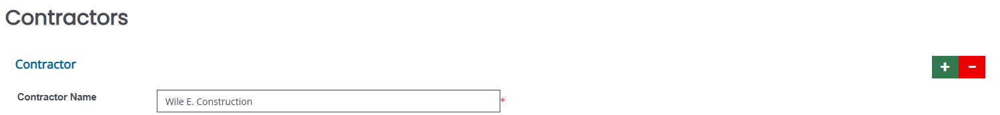 Contractors
Contractor
+ -
Contractor Name
Wile E. Construction *